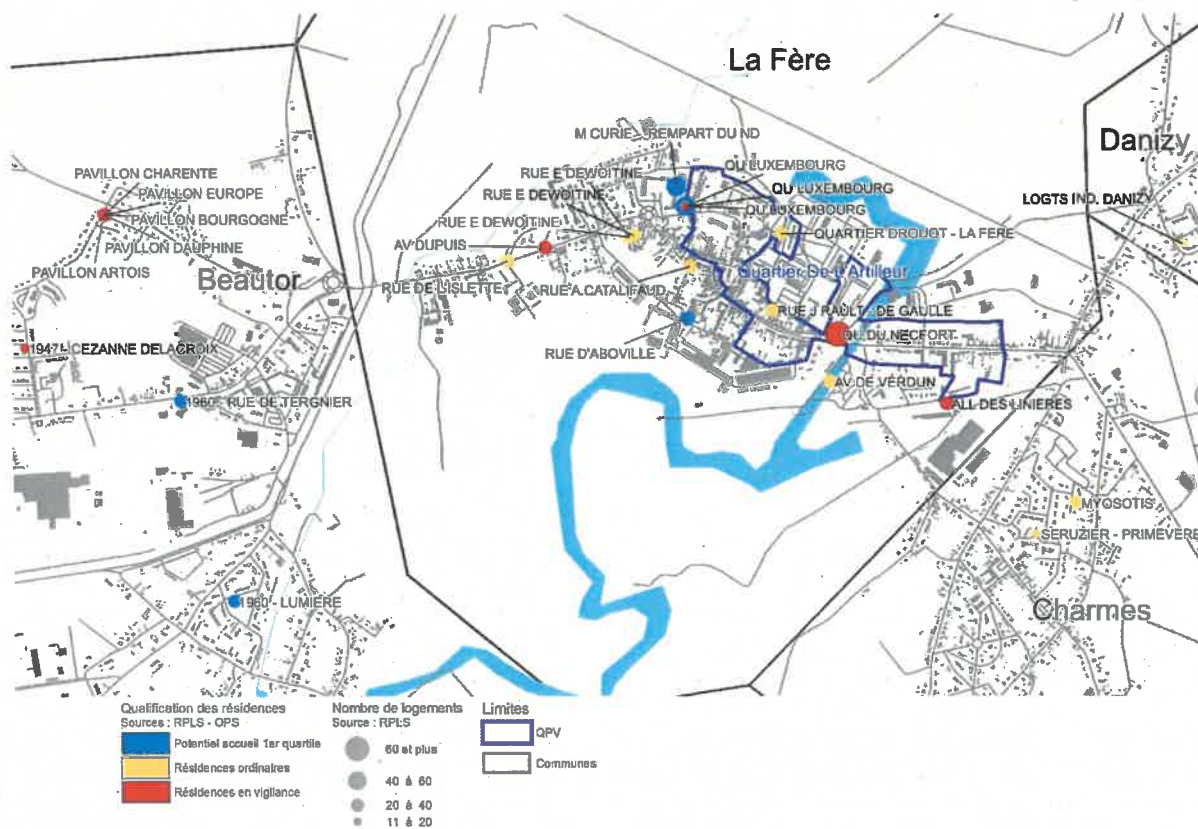 La Fère
Danizy
M CURIE - REMPART DU ND
QU LUXEMBOURG
RUE E DEWOITINE
PAVILLON CHARENTE
PAVILLON EUROPE
PAVILLON BOURGOGNE
PAVILLON DAUPHINE
PAVILLON ARTOIS
RUE E DEWOITINE
QU LUXEMBOURG
QU LUXEMBOURG
LOGTS IND. DANIZY
RUE E DEWOITINE
QUARTIER DROUOT - LA FERE
AV DUPUIS
Beautor
RUE DE LISLETTE
RUE A.CATALIFAUD
Quartier De L'Artilleur
RUE J RAULT - DE GAULLE
QU. DU NECFORT
RUE D'ABOVILLE
CEZANNE DELACROIX
1960 - RUE DE TERGNIER
AV DE VERDUN
ALL DES LINIERES
MYOSOTIS
SERUZIER - PRIMEVERE
Charmes
1960 - LUMIERE
Qualification des résidences
Sources : RPLS - OPS
Potentiel accueil 1er quartile
Résidences ordinaires
Résidences en vigilance
Nombre de logements
Source : RPLS
60 et plus
40 à 60
20 à 40
11 à 20
Limites
QPV
Communes